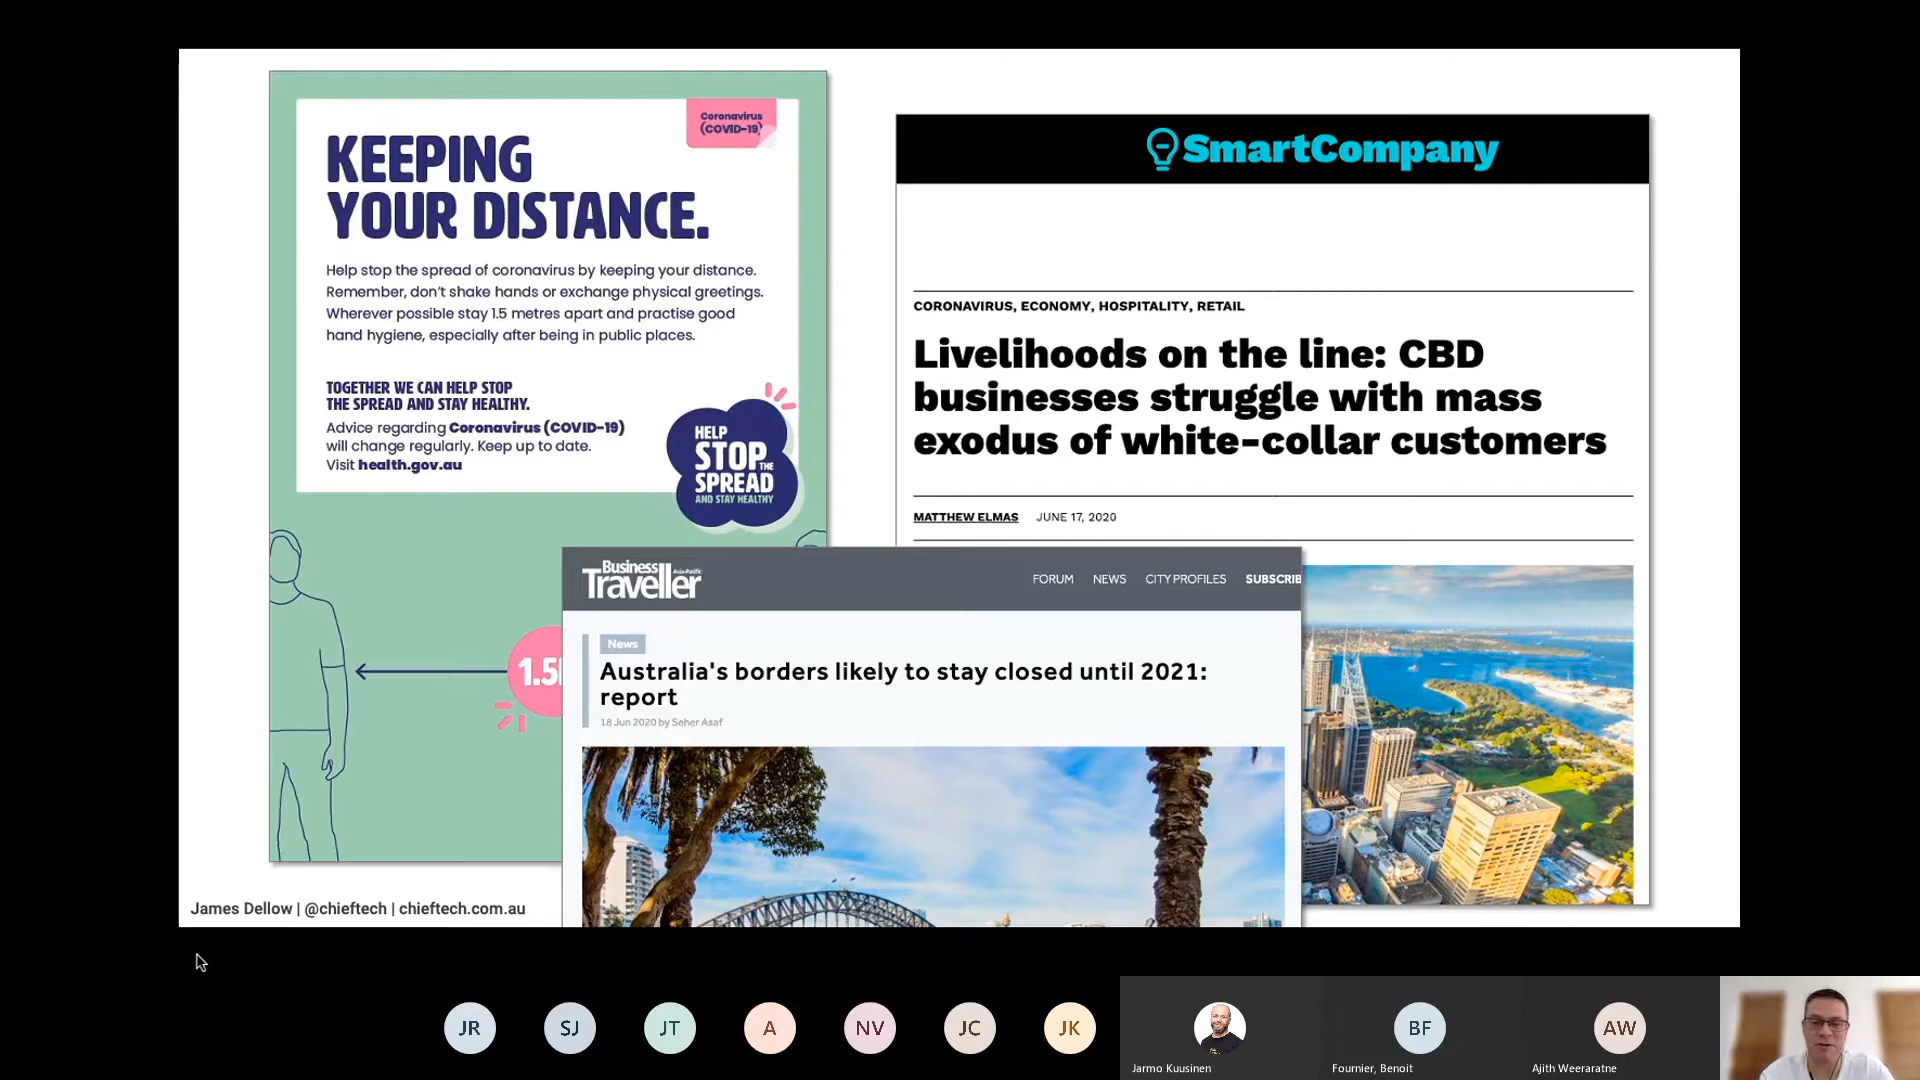 Coronavirus
(COVID-19)
KEEPING
YOUR DISTANCE.
Help stop the spread of coronavirus by keeping your distance.
Remember, don't shake hands or exchange physical greetings.
Wherever possible stay 1.5 metres apart and practise good
hand hygiene, especially after being in public places.
TOGETHER WE CAN HELP STOP
THE SPREAD AND STAY HEALTHY.
Advice regarding Coronavirus (COVID-19)
will change regularly. Keep up to date.
Visit health.gov.au
HELP
STOP THE
SPREAD
AND STAY HEALTHY
1.5
SmartCompany
CORONAVIRUS, ECONOMY, HOSPITALITY, RETAIL
Livelihoods on the line: CBD
businesses struggle with mass
exodus of white-collar customers
MATTHEW ELMAS JUNE 17, 2020
Business Asia-Pacific
Traveller
FORUM NEWS CITY PROFILES SUBSCRIB
News
Australia's borders likely to stay closed until 2021:
report
18 Jun 2020 by Seher Asaf
James Dellow | @chieftech | chieftech.com.au
JR SJ JT A NV JC JK BF AW
Jarmo Kuusinen Fournier, Benoit Ajith Weeraratne